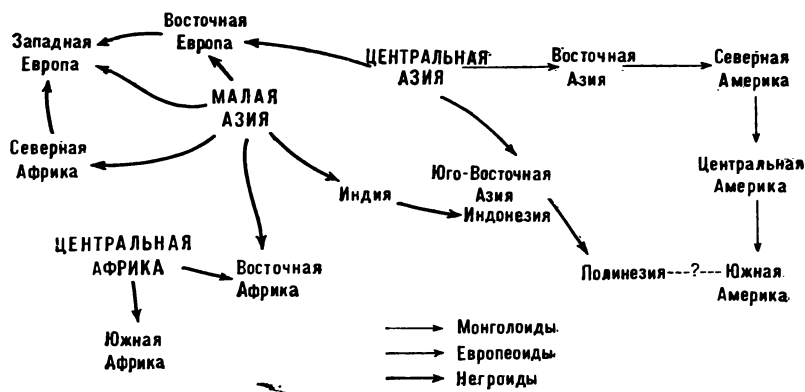 Западная
Европа
Восточная
Европа
ЦЕНТРАЛЬНАЯ
АЗИЯ
Восточная
Азия
Северная
Америка
МАЛАЯ
АЗИЯ
Северная
Африка
Индия
Юго-Восточная
Азия
Индонезия
Центральная
Америка
ЦЕНТРАЛЬНАЯ
АФРИКА
Восточная
Африка
Полинезия---?---Южная
Америка
Южная
Африка
Монголоиды
Европеоиды
Негроиды